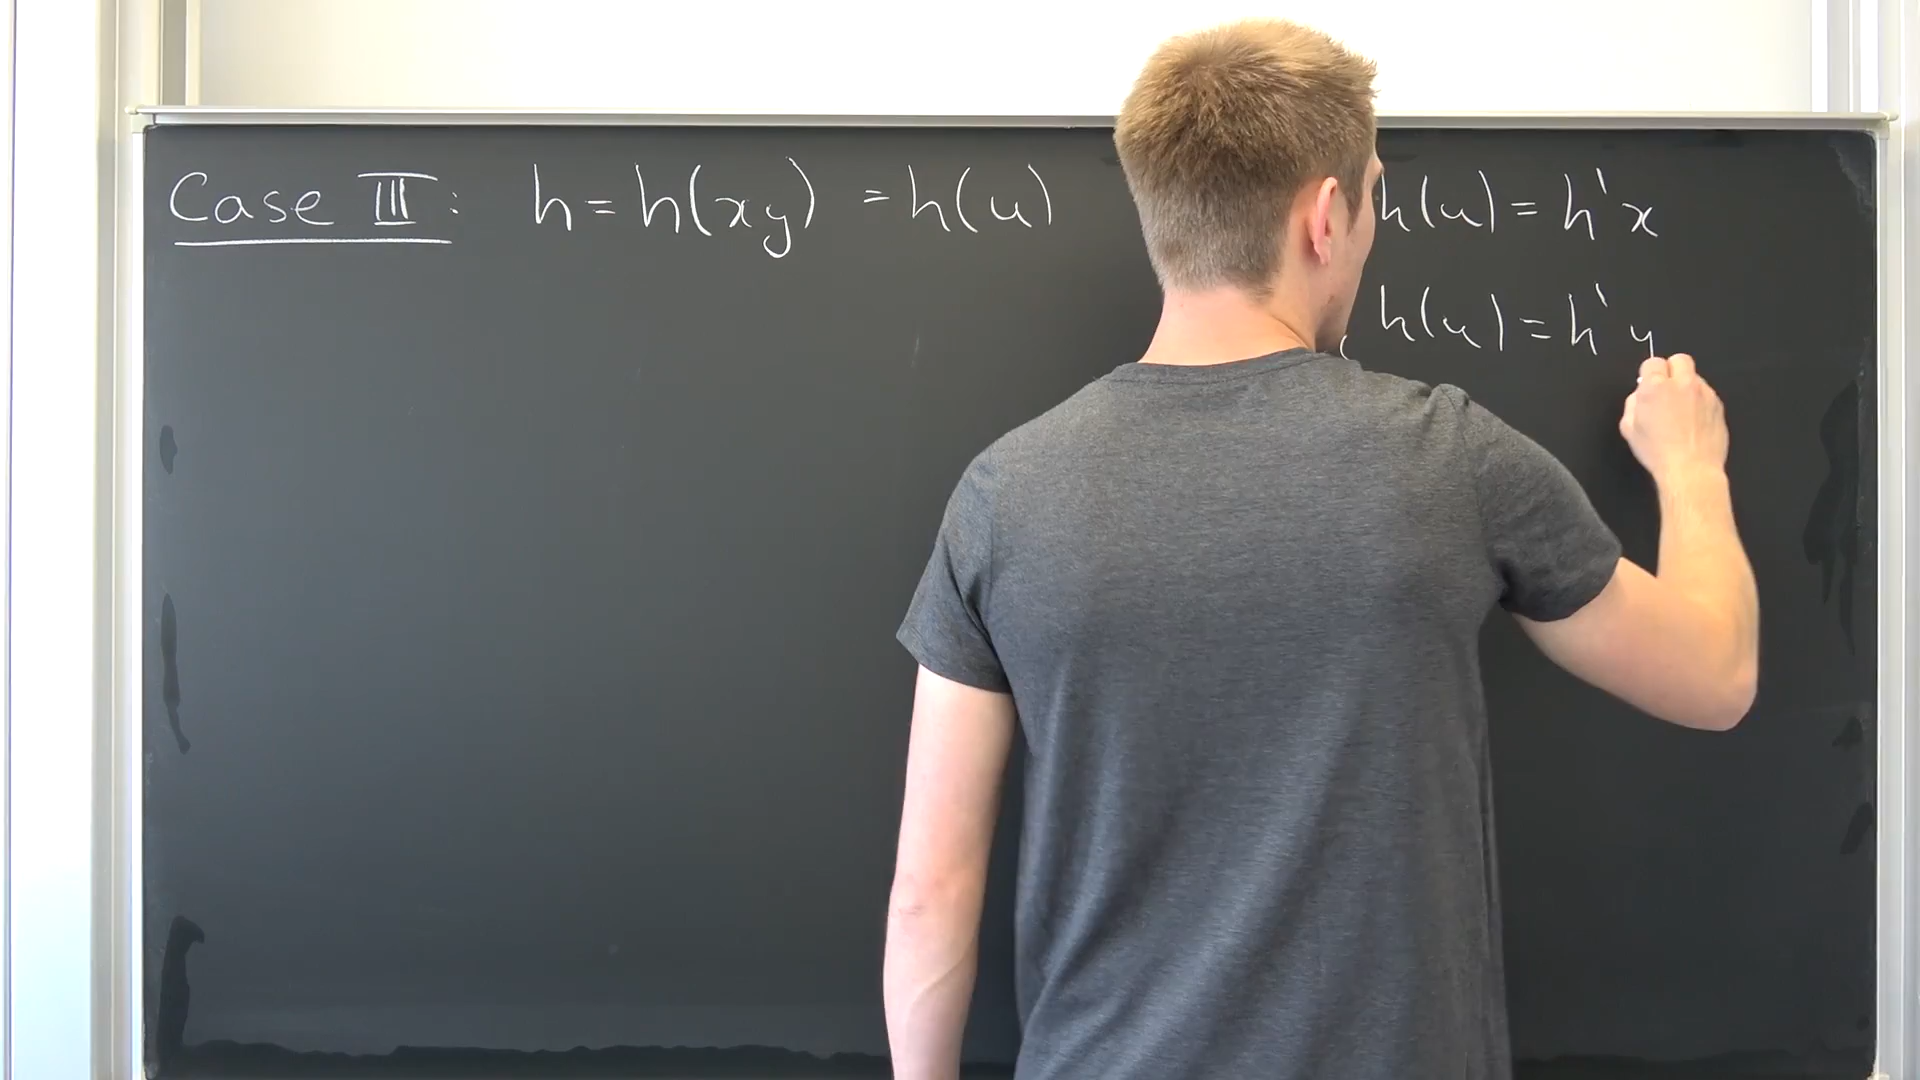 Case III: h = h(xy) = h(u) h(u) = h'x
h(u) = h'y